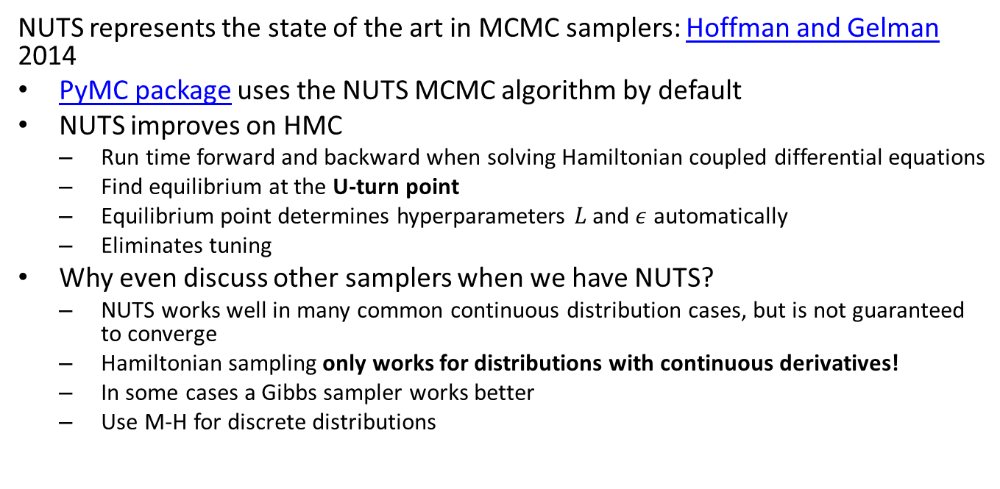 NUTS represents the state of the art in MCMC samplers: Hoffman and Gelman
2014
• PyMC package uses the NUTS MCMC algorithm by default
• NUTS improves on HMC
– Run time forward and backward when solving Hamiltonian coupled differential equations
– Find equilibrium at the U-turn point
– Equilibrium point determines hyperparameters 𝐿 and 𝜖 automatically
– Eliminates tuning
• Why even discuss other samplers when we have NUTS?
– NUTS works well in many common continuous distribution cases, but is not guaranteed
to converge
– Hamiltonian sampling only works for distributions with continuous derivatives!
– In some cases a Gibbs sampler works better
– Use M-H for discrete distributions